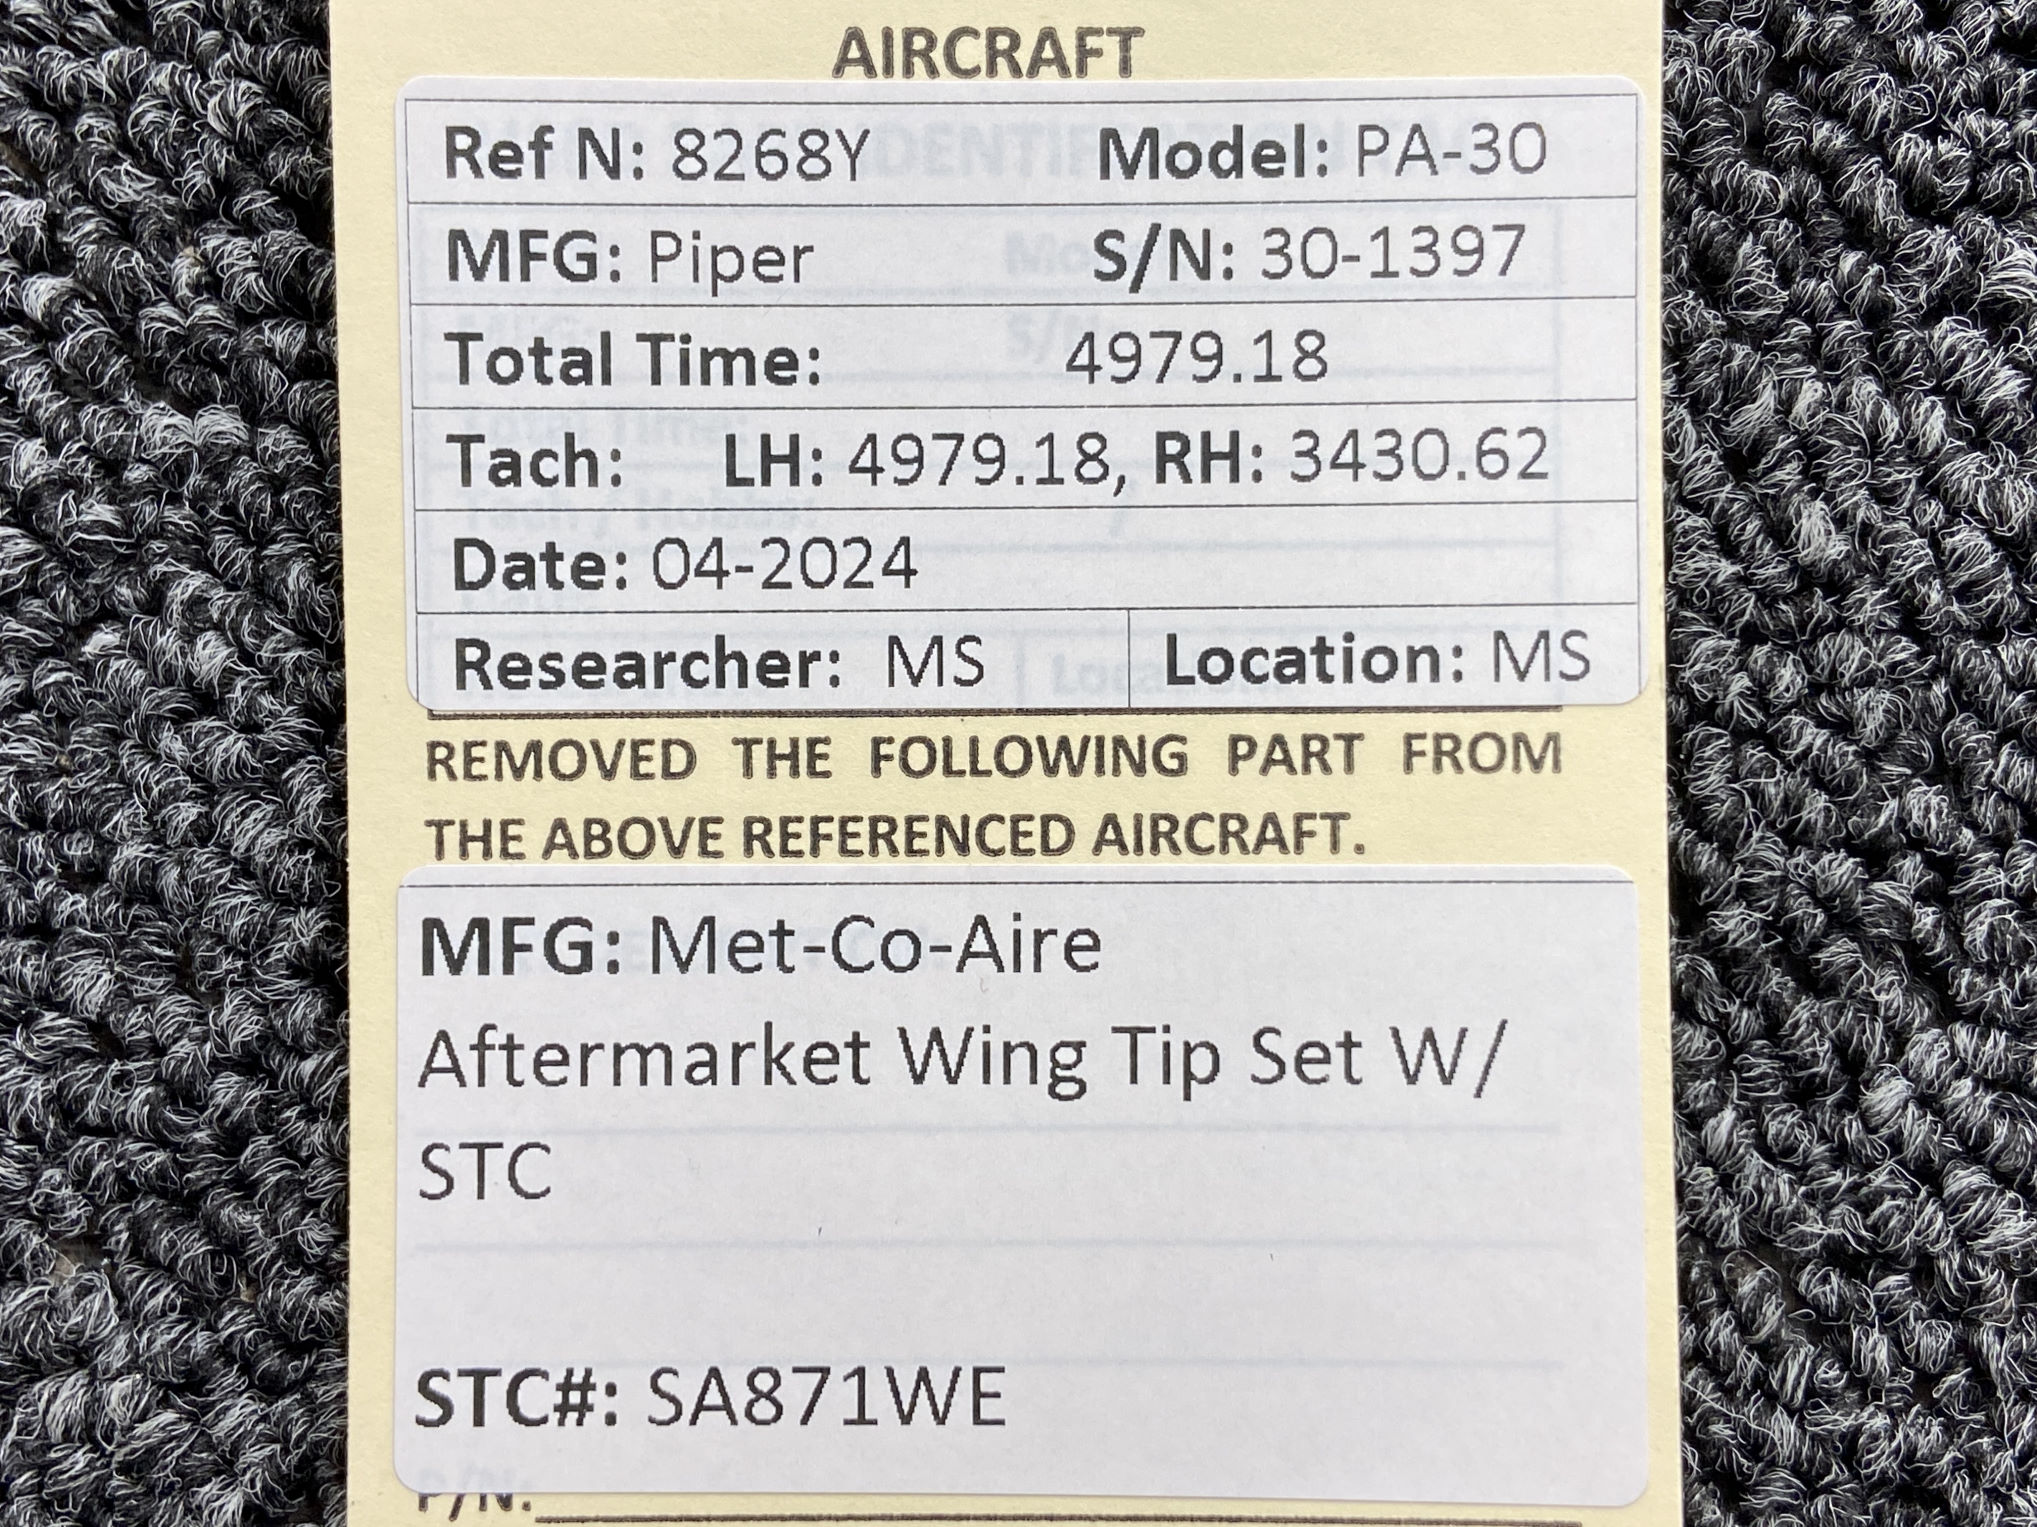 AIRCRAFT
Ref N: 8268Y Model: PA-30
MFG: Piper S/N: 30-1397
Total Time: 4979.18
Tach: LH: 4979.18, RH: 3430.62
Date: 04-2024
Researcher: MS Location: MS
REMOVED THE FOLLOWING PART FROM
THE ABOVE REFERENCED AIRCRAFT.
MFG: Met-Co-Aire
Aftermarket Wing Tip Set W/
STC
STC#: SA871WE
P/N: